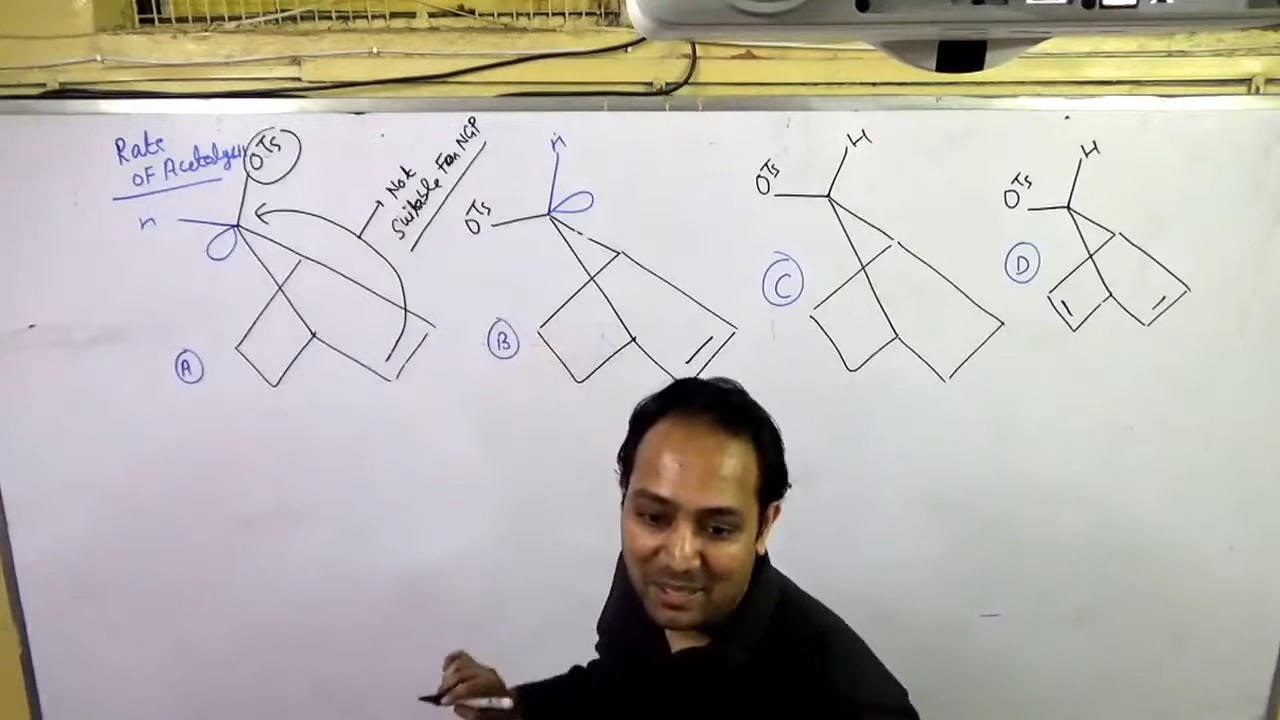 Rate
OF Acetolysis
OTs
H
Not
Suitable For NGP
A
H
OTs
B
H
OTs
C
H
OTs
D